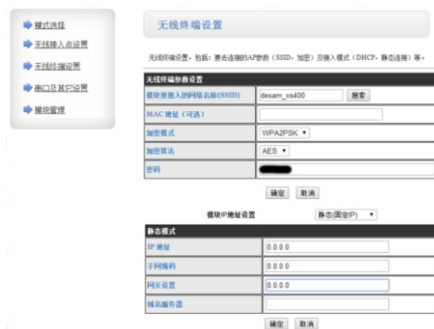 模式选择
无线接入点设置
无线终端设置
串口及其它设置
模块管理
无线终端设置
无线终端设置，包括：要去连接的AP参数（SSID、加密）及接入模式（DHCP、静态连接）等。
无线终端参数设置
模块要接入的网络名称(SSID) desam_xs400 搜索
MAC 地址（可选）
加密模式 WPA2PSK
加密算法 AES
密码
确定 取消
模块IP地址设置 静态(固定IP)
静态模式
IP 地址 0.0.0.0
子网掩码 0.0.0.0
网关设置 0.0.0.0
域名服务器
确定 取消